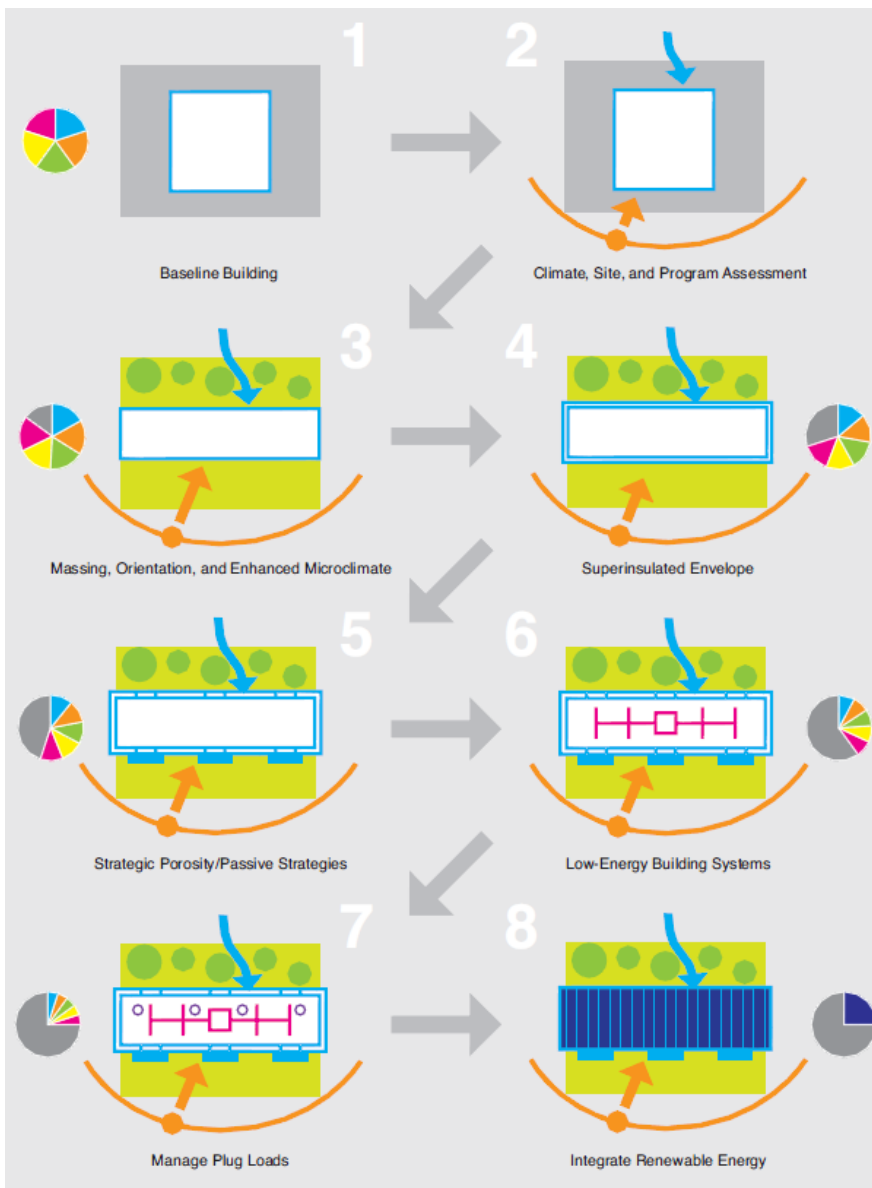 1
2
Baseline Building
Climate, Site, and Program Assessment
3
4
Massing, Orientation, and Enhanced Microclimate
Superinsulated Envelope
5
6
Strategic Porosity/Passive Strategies
Low-Energy Building Systems
7
8
Manage Plug Loads
Integrate Renewable Energy